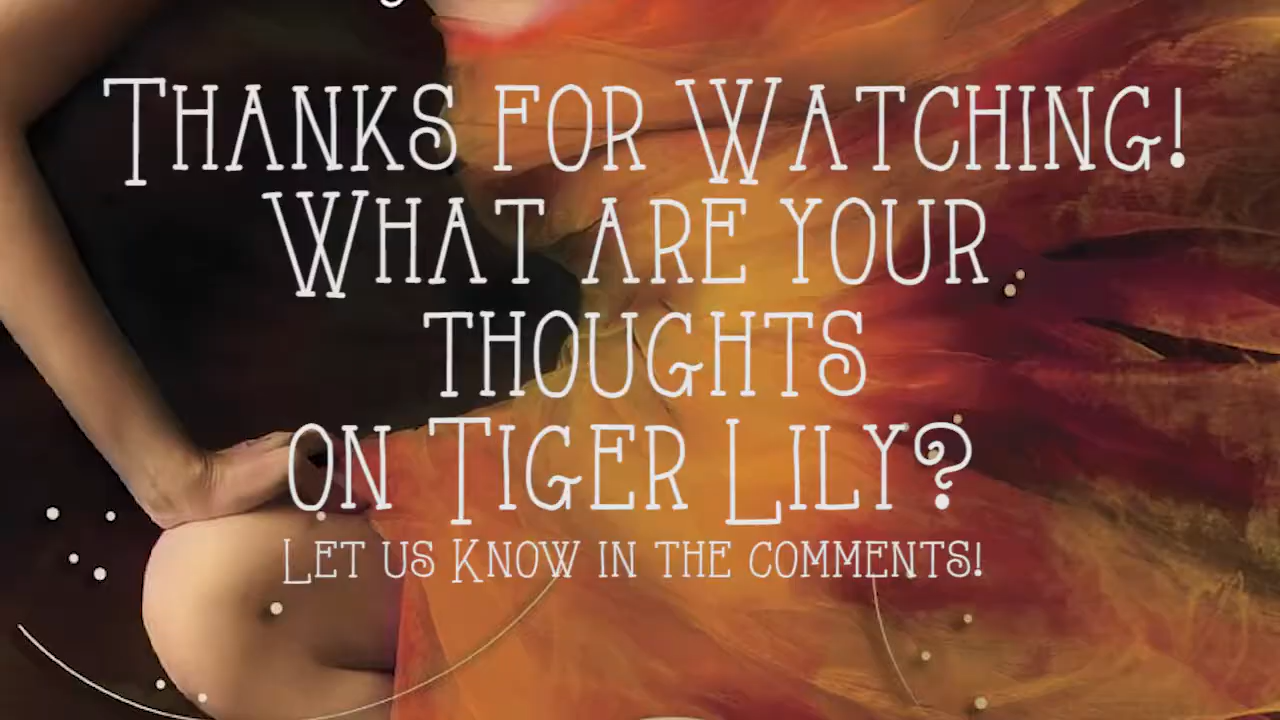 Thanks for Watching!
What are your
thoughts
on Tiger Lily?
Let us Know in the comments!